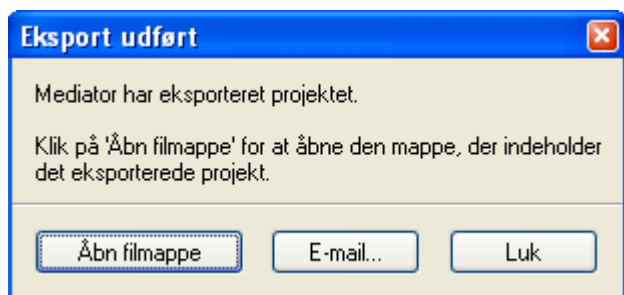 Eksport udført
Mediator har eksporteret projektet.
Klik på 'Åbn filmappe' for at åbne den mappe, der indeholder
det eksporterede projekt.
Åbn filmappe
E-mail...
Luk